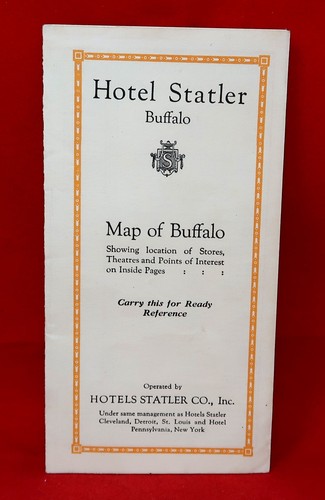 Hotel Statler
Buffalo
S
Map of Buffalo
Showing location of Stores,
Theatres and Points of Interest
on Inside Pages : : :
Carry this for Ready
Reference
Operated by
HOTELS STATLER CO., Inc.
Under same management as Hotels Statler
Cleveland, Detroit, St. Louis and Hotel
Pennsylvania, New York